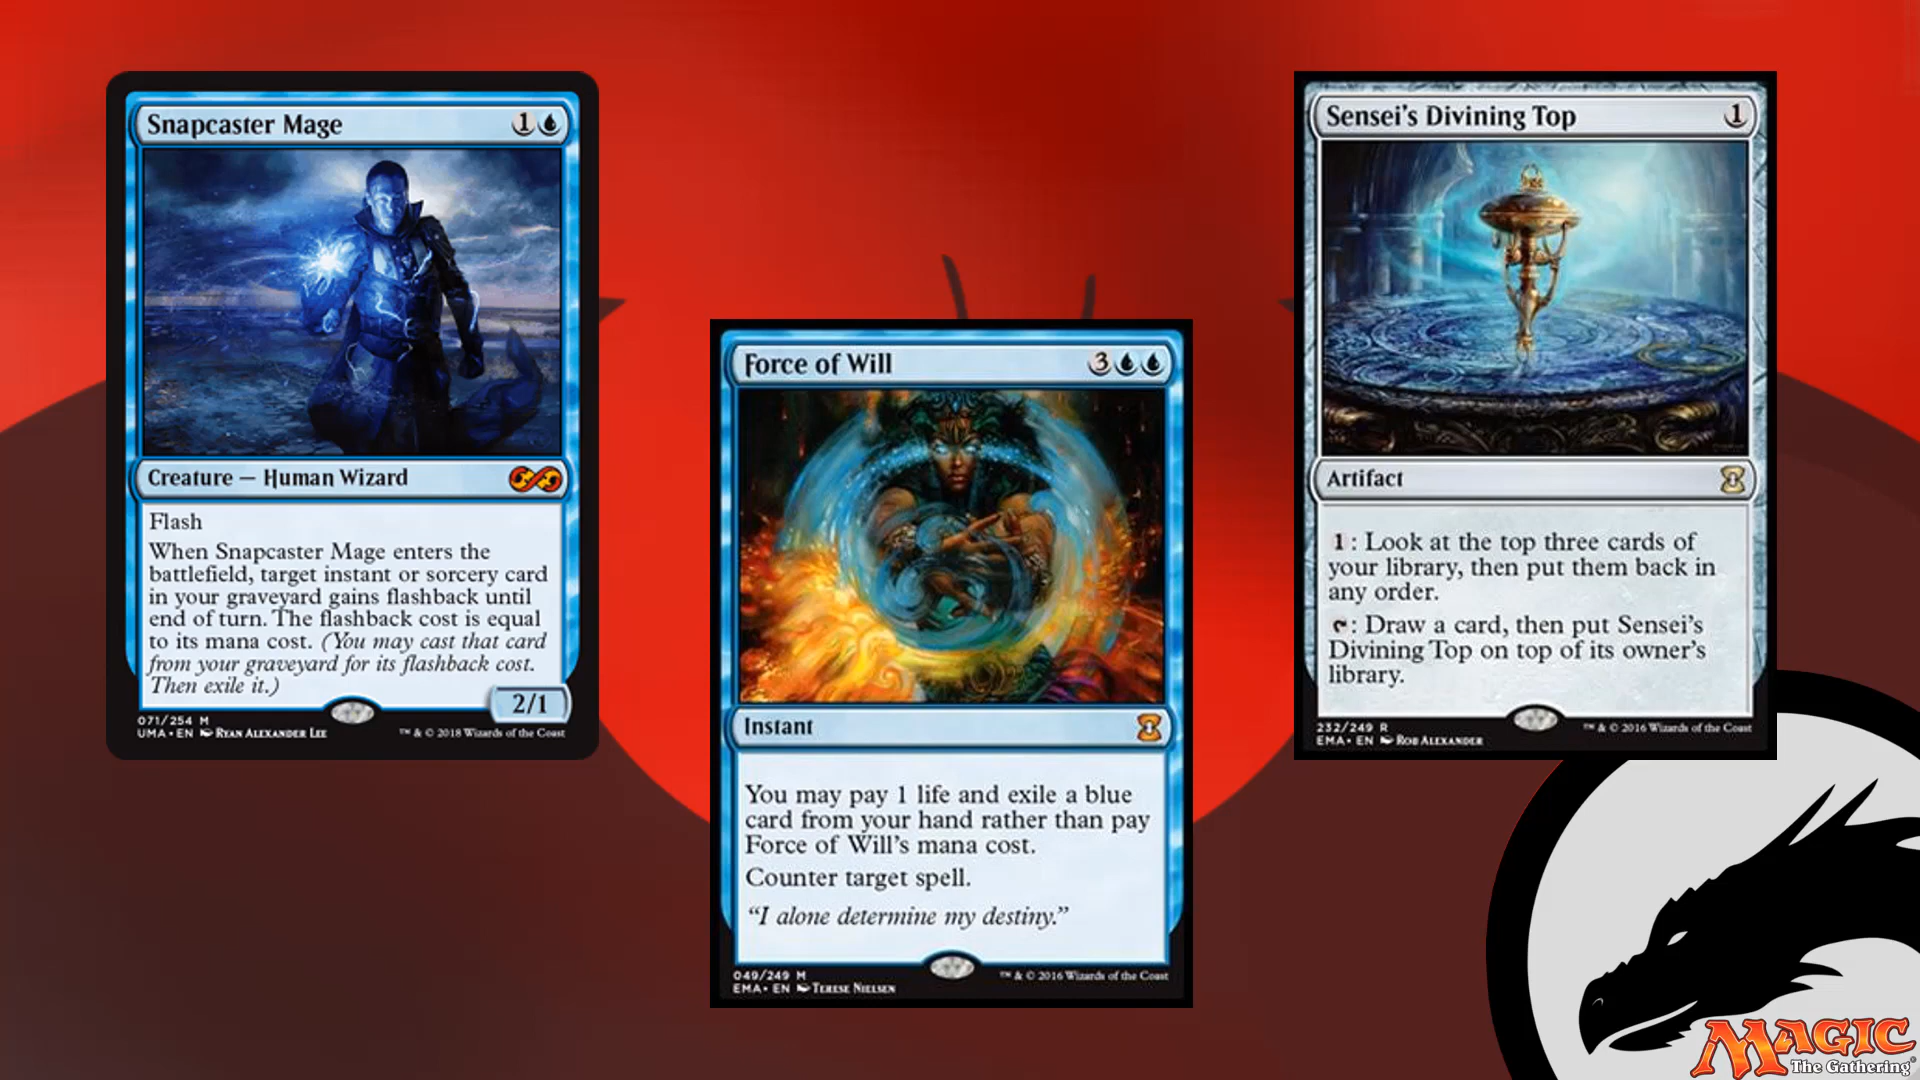 Snapcaster Mage 1
Creature — Human Wizard
Flash
When Snapcaster Mage enters the
battlefield, target instant or sorcery card
in your graveyard gains flashback until
end of turn. The flashback cost is equal
to its mana cost. (You may cast that card
from your graveyard for its flashback cost.
Then exile it.)
2/1
071/254 M
UMA • EN Ryan Alexander Lee
™ & © 2018 Wizards of the Coast
Force of Will 3
Instant
You may pay 1 life and exile a blue
card from your hand rather than pay
Force of Will's mana cost.
Counter target spell.
“I alone determine my destiny.”
049/249 M
EMA • EN Terese Nielsen
™ & © 2016 Wizards of the Coast
Sensei's Divining Top 1
Artifact
1: Look at the top three cards of
your library, then put them back in
any order.
: Draw a card, then put Sensei's
Divining Top on top of its owner's
library.
232/249 R
EMA • EN Rob Alexander
™ & © 2016 Wizards of the Coast
Magic
The Gathering®